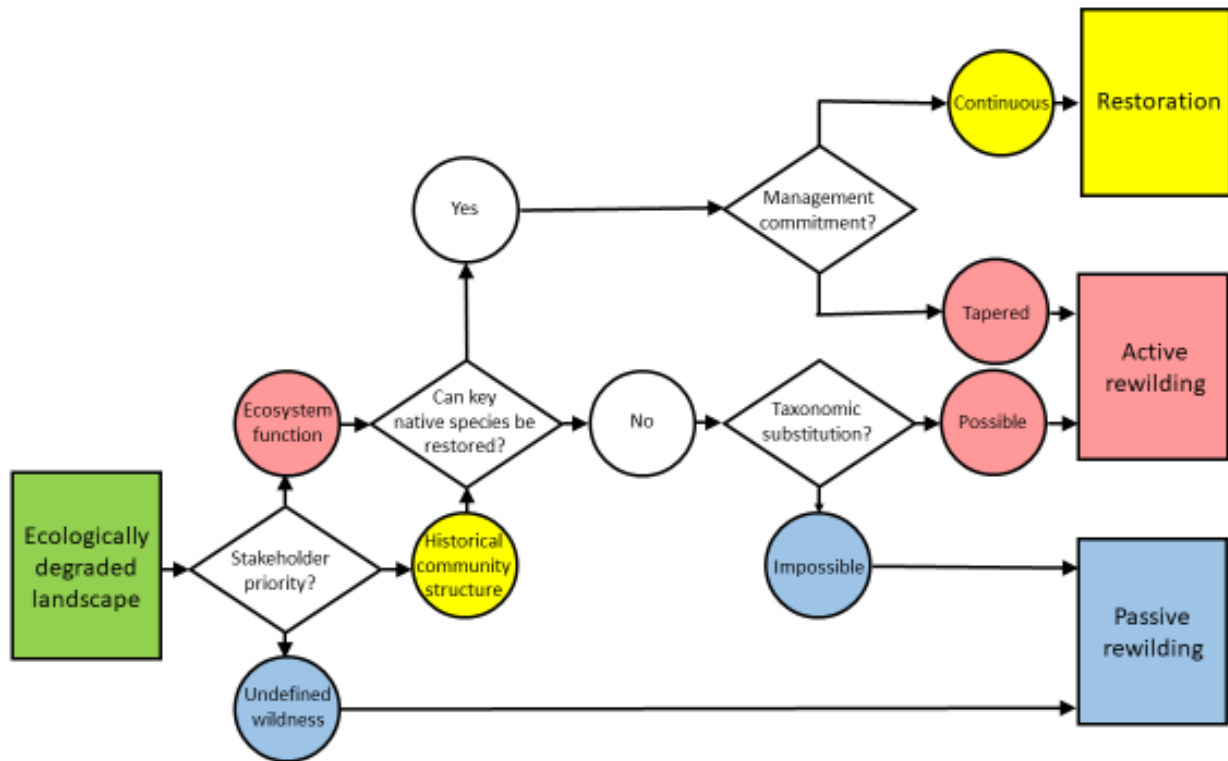 Continuous
Restoration
Yes
Management
commitment?
Tapered
Active
rewilding
Ecosystem
function
Can key
native species be
restored?
No
Taxonomic
substitution?
Possible
Ecologically
degraded
landscape
Stakeholder
priority?
Historical
community
structure
Impossible
Passive
rewilding
Undefined
wildness